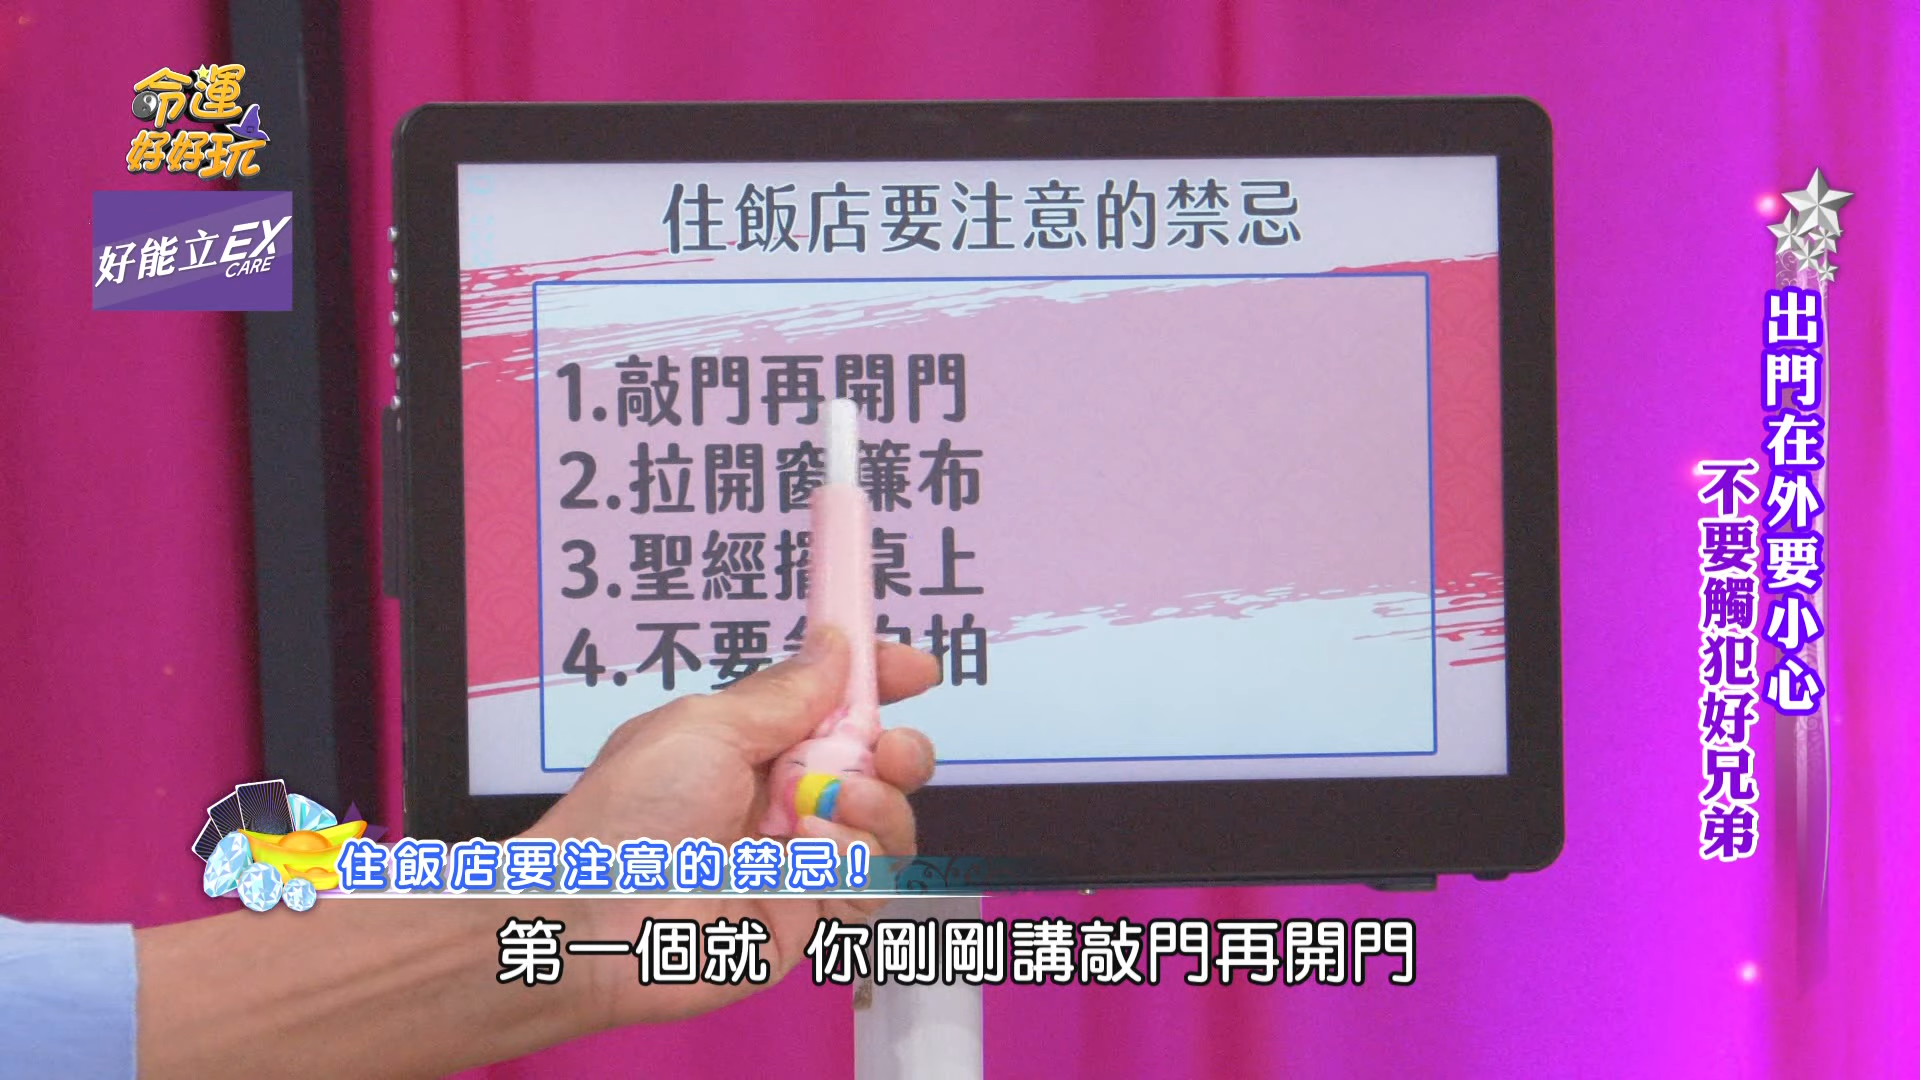 命運
好好玩
好能立EX
CARE
住飯店要注意的禁忌
1.敲門再開門
2.拉開窗簾布
3.聖經擺桌上
4.不要 拍
出門在外要小心
不要觸犯好兄弟
住飯店要注意的禁忌!
第一個就 你剛剛講敲門再開門